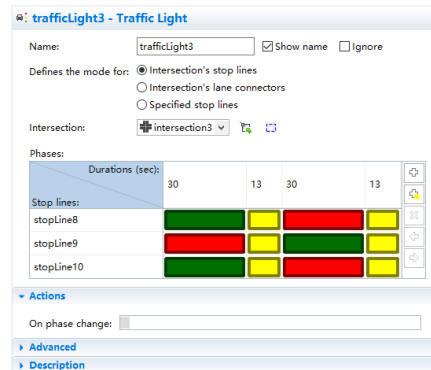 trafficLight3 - Traffic Light
Name: trafficLight3 Show name Ignore
Defines the mode for: Intersection's stop lines
Intersection's lane connectors
Specified stop lines
Intersection: intersection3
Phases:
Durations (sec): 30 13 30 13
Stop lines:
stopLine8
stopLine9
stopLine10
Actions
On phase change:
Advanced
Description